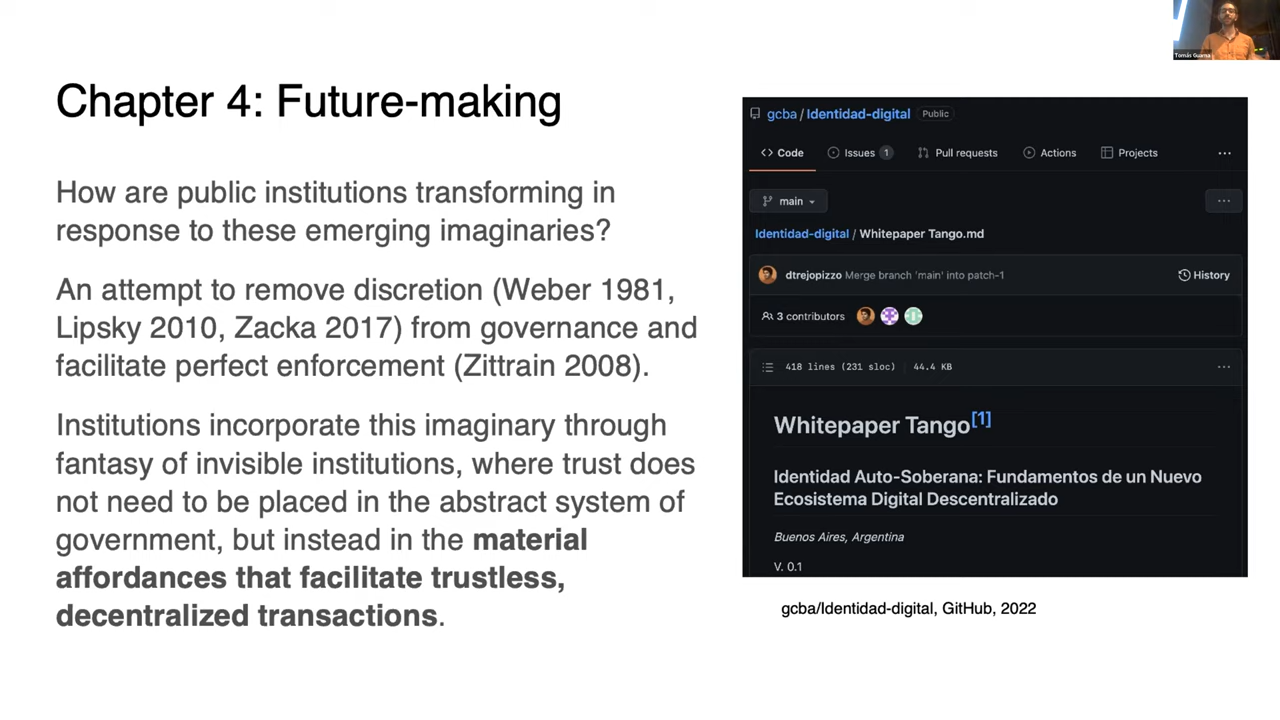 Tomás Guarna
Chapter 4: Future-making
How are public institutions transforming in
response to these emerging imaginaries?
An attempt to remove discretion (Weber 1981,
Lipsky 2010, Zacka 2017) from governance and
facilitate perfect enforcement (Zittrain 2008).
Institutions incorporate this imaginary through
fantasy of invisible institutions, where trust does
not need to be placed in the abstract system of
government, but instead in the material
affordances that facilitate trustless,
decentralized transactions.
gcba / Identidad-digital Public
Code Issues 1 Pull requests Actions Projects
main
Identidad-digital / Whitepaper Tango.md
dtrejopizzo Merge branch 'main' into patch-1 History
3 contributors
418 lines (231 sloc) 44.4 KB
Whitepaper Tango[1]
Identidad Auto-Soberana: Fundamentos de un Nuevo
Ecosistema Digital Descentralizado
Buenos Aires, Argentina
V. 0.1
gcba/Identidad-digital, GitHub, 2022